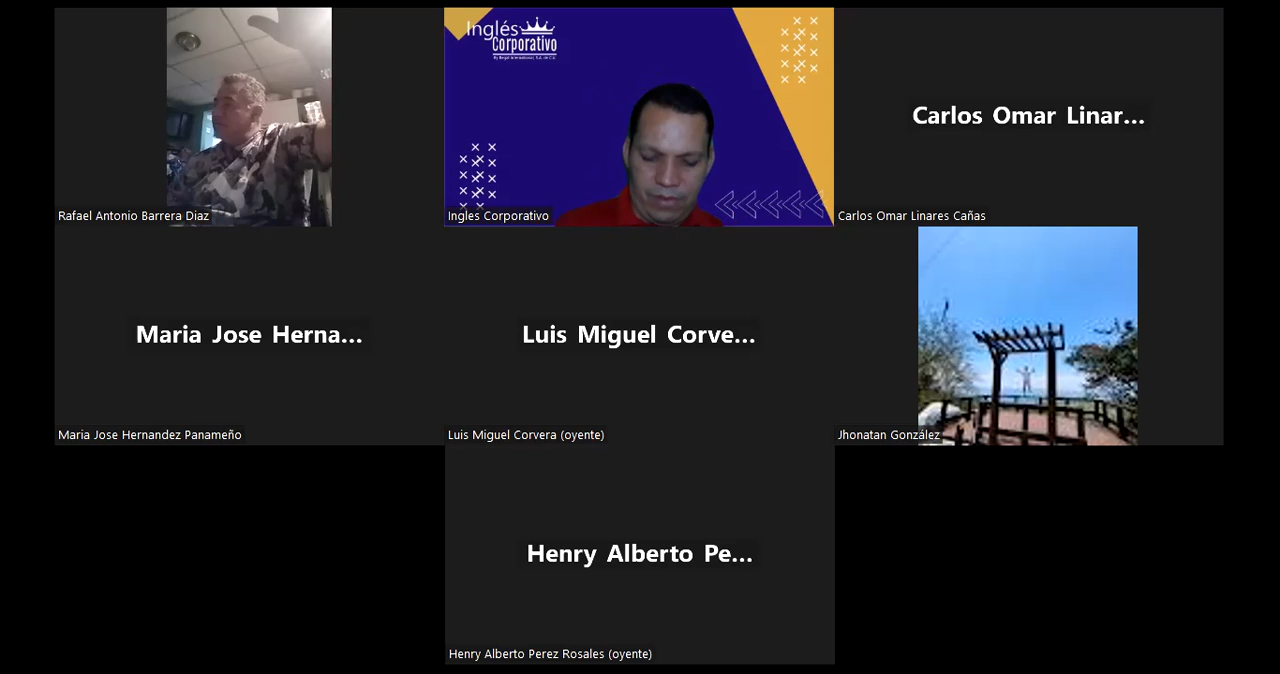 Rafael Antonio Barrera Diaz
Inglés
Corporativo
Ingles Corporativo
Carlos Omar Linar...
Carlos Omar Linares Cañas
Maria Jose Herna...
Maria Jose Hernandez Panameño
Luis Miguel Corve...
Luis Miguel Corvera (oyente)
Jhonatan González
Henry Alberto Pe...
Henry Alberto Perez Rosales (oyente)